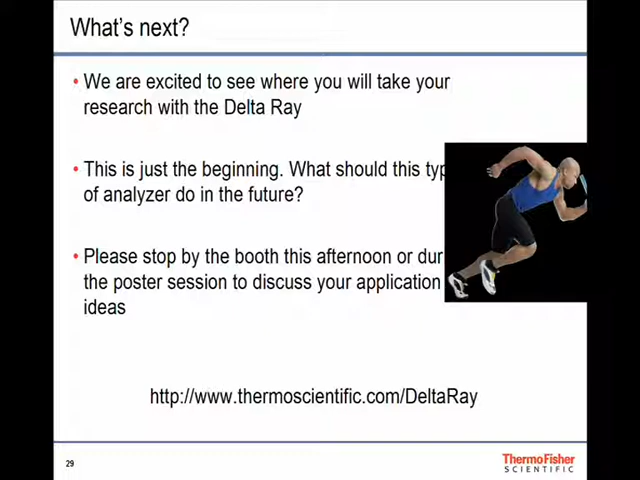 What's next?
• We are excited to see where you will take your
research with the Delta Ray
• This is just the beginning. What should this typ
of analyzer do in the future?
• Please stop by the booth this afternoon or dur
the poster session to discuss your application
ideas
http://www.thermoscientific.com/DeltaRay
29
ThermoFisher
SCIENTIFIC